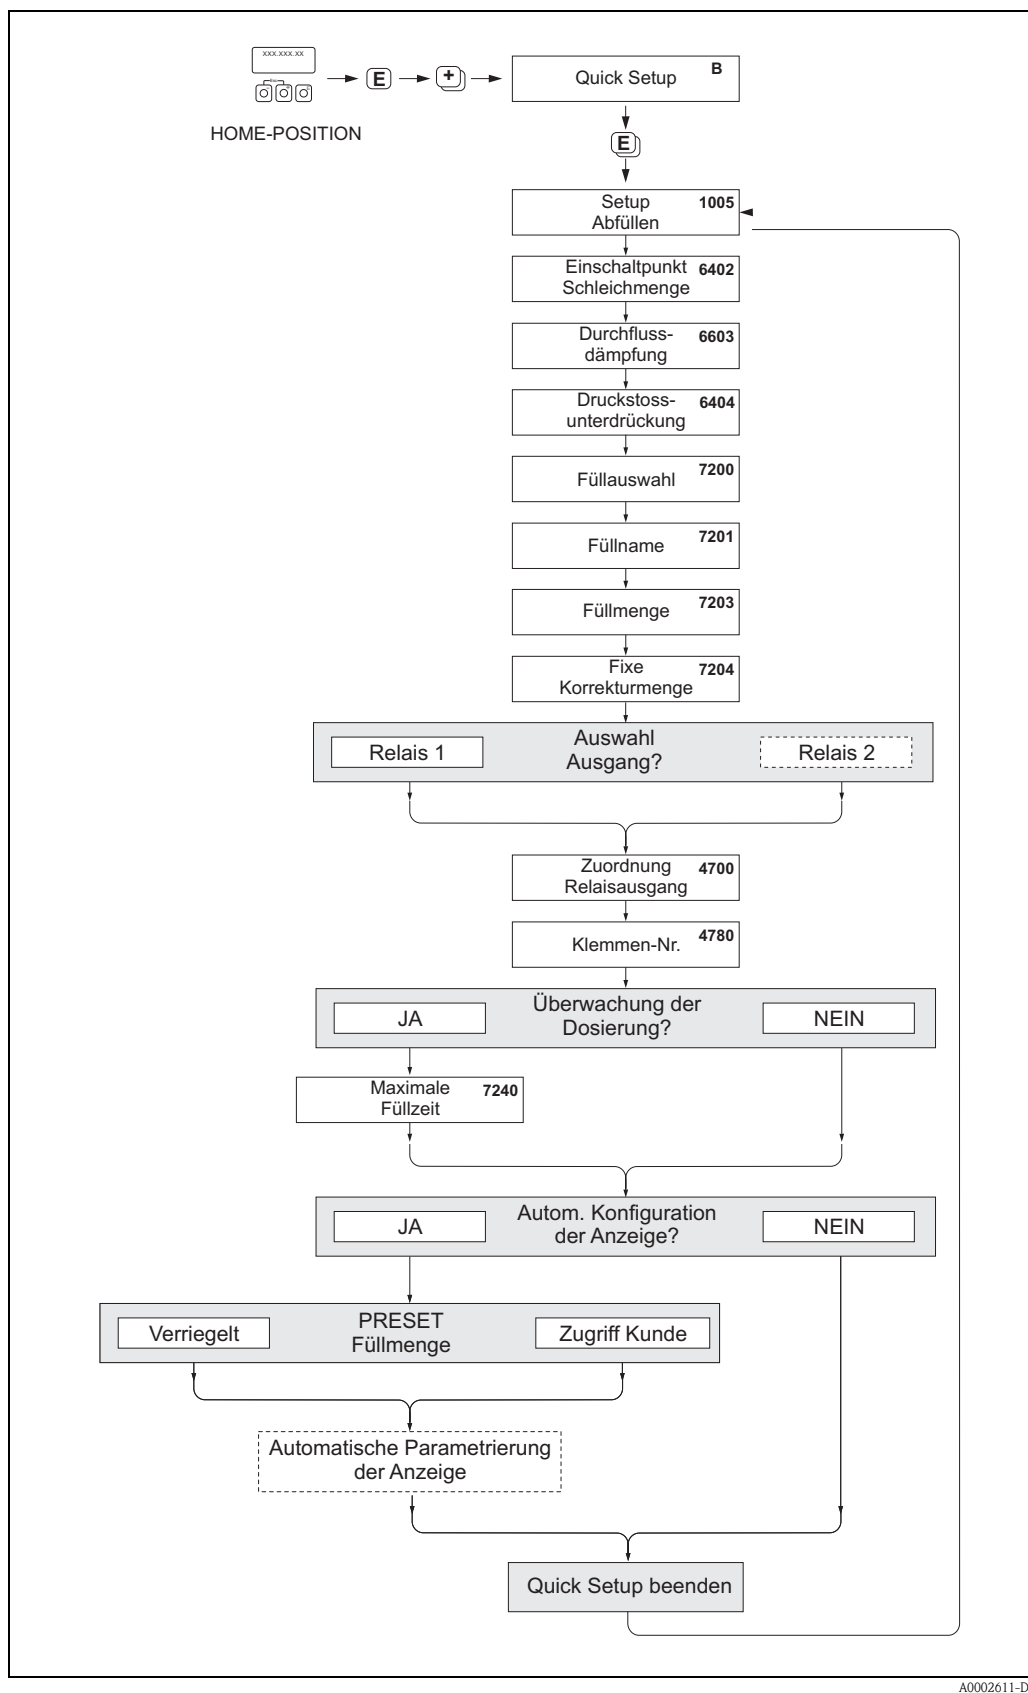 xxx.xxx.xx
Esc
E
+
Quick Setup
B
HOME-POSITION
E
Setup
Abfüllen
1005
Einschaltpunkt
Schleichmenge
6402
Durchfluss-
dämpfung
6603
Druckstoss-
unterdrückung
6404
Füllauswahl
7200
Füllname
7201
Füllmenge
7203
Fixe
Korrekturmenge
7204
Relais 1
Auswahl
Ausgang?
Relais 2
Zuordnung
Relaisausgang
4700
Klemmen-Nr.
4780
JA
Überwachung der
Dosierung?
NEIN
Maximale
Füllzeit
7240
JA
Autom. Konfiguration
der Anzeige?
NEIN
Verriegelt
PRESET
Füllmenge
Zugriff Kunde
Automatische Parametrierung
der Anzeige
Quick Setup beenden
A0002611-D